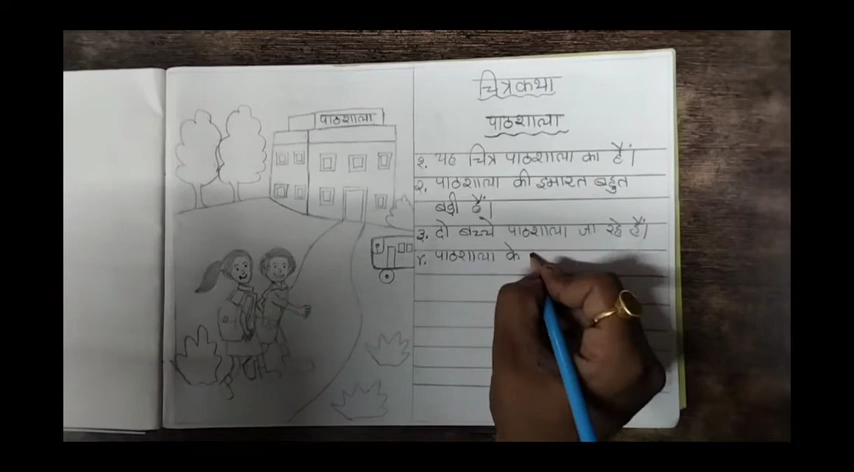 पाठशाला
चित्रकथा
पाठशाला
१. यह चित्र पाठशाला का हैं।
२. पाठशाला की इमारत बहुत
बड़ी हैं।
३. दो बच्चे पाठशाला जा रहे हैं।
४. पाठशाला के